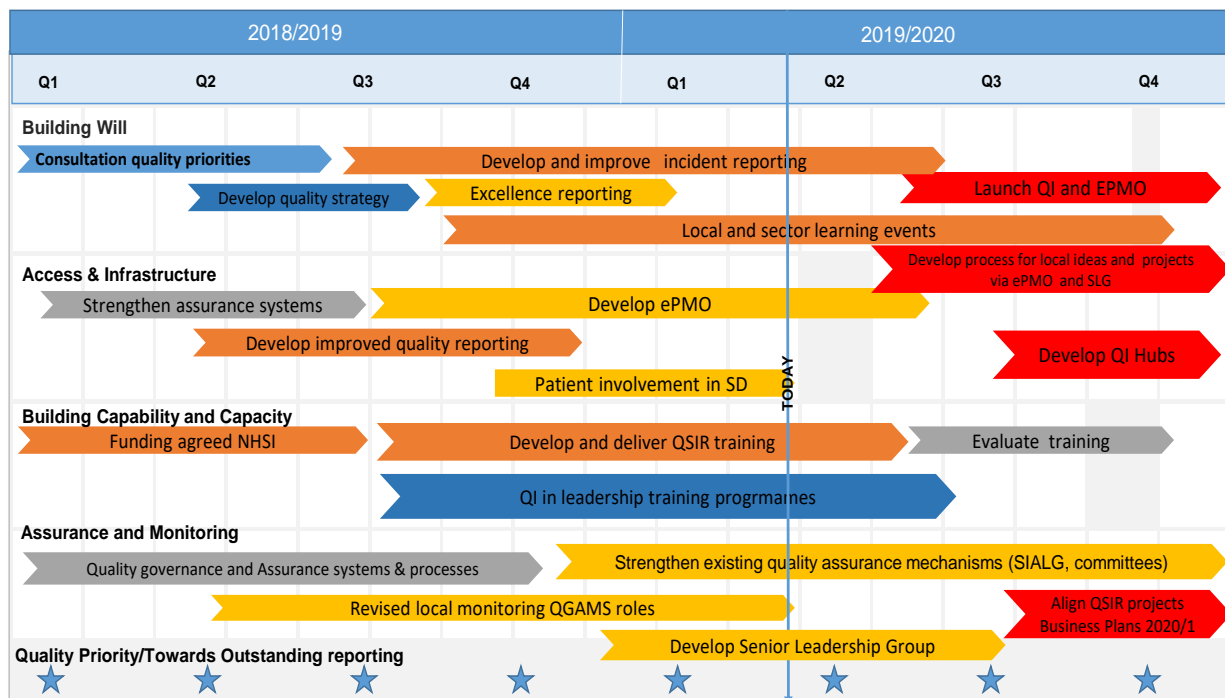 2018/2019
2019/2020
Q1
Q2
Q3
Q4
Q1
Q2
Q3
Q4
Building Will
Consultation quality priorities
Develop and improve incident reporting
Develop quality strategy
Excellence reporting
Launch QI and EPMO
Local and sector learning events
Develop process for local ideas and projects
via ePMO and SLG
Access & Infrastructure
Strengthen assurance systems
Develop ePMO
Develop improved quality reporting
Develop QI Hubs
Patient involvement in SD
TODAY
Building Capability and Capacity
Funding agreed NHSI
Develop and deliver QSIR training
Evaluate training
QI in leadership training progrmames
Assurance and Monitoring
Quality governance and Assurance systems & processes
Strengthen existing quality assurance mechanisms (SIALG, committees)
Revised local monitoring QGAMS roles
Align QSIR projects
Business Plans 2020/1
Develop Senior Leadership Group
Quality Priority/Towards Outstanding reporting